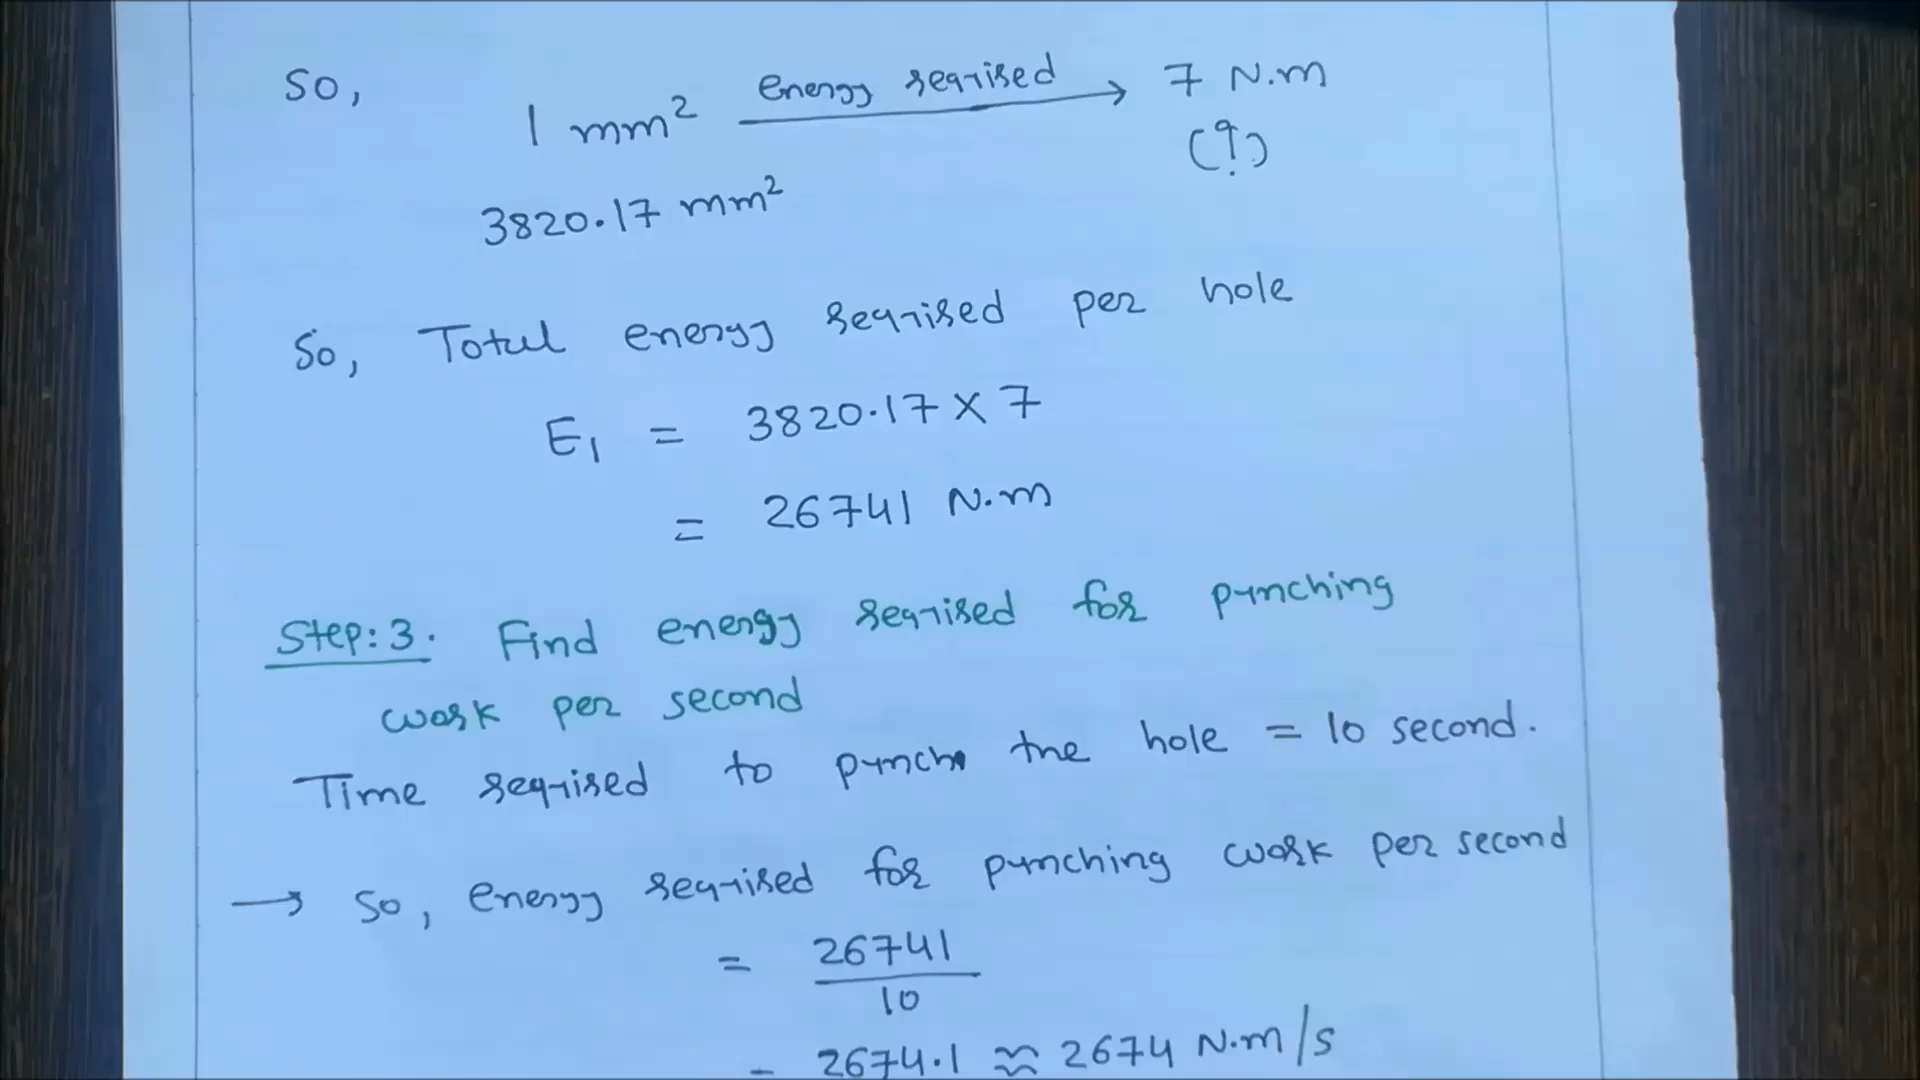 So,
1 mm² energy required → 7 N.m
3820.17 mm² (?)
So, Total energy required per hole
E₁ = 3820.17 × 7
= 26741 N.m
Step:3. Find energy required for punching
work per second
Time required to punch the hole = 10 second.
→ So, energy required for punching work per second
= 26741
10
= 2674.1 ≈ 2674 N.m/s